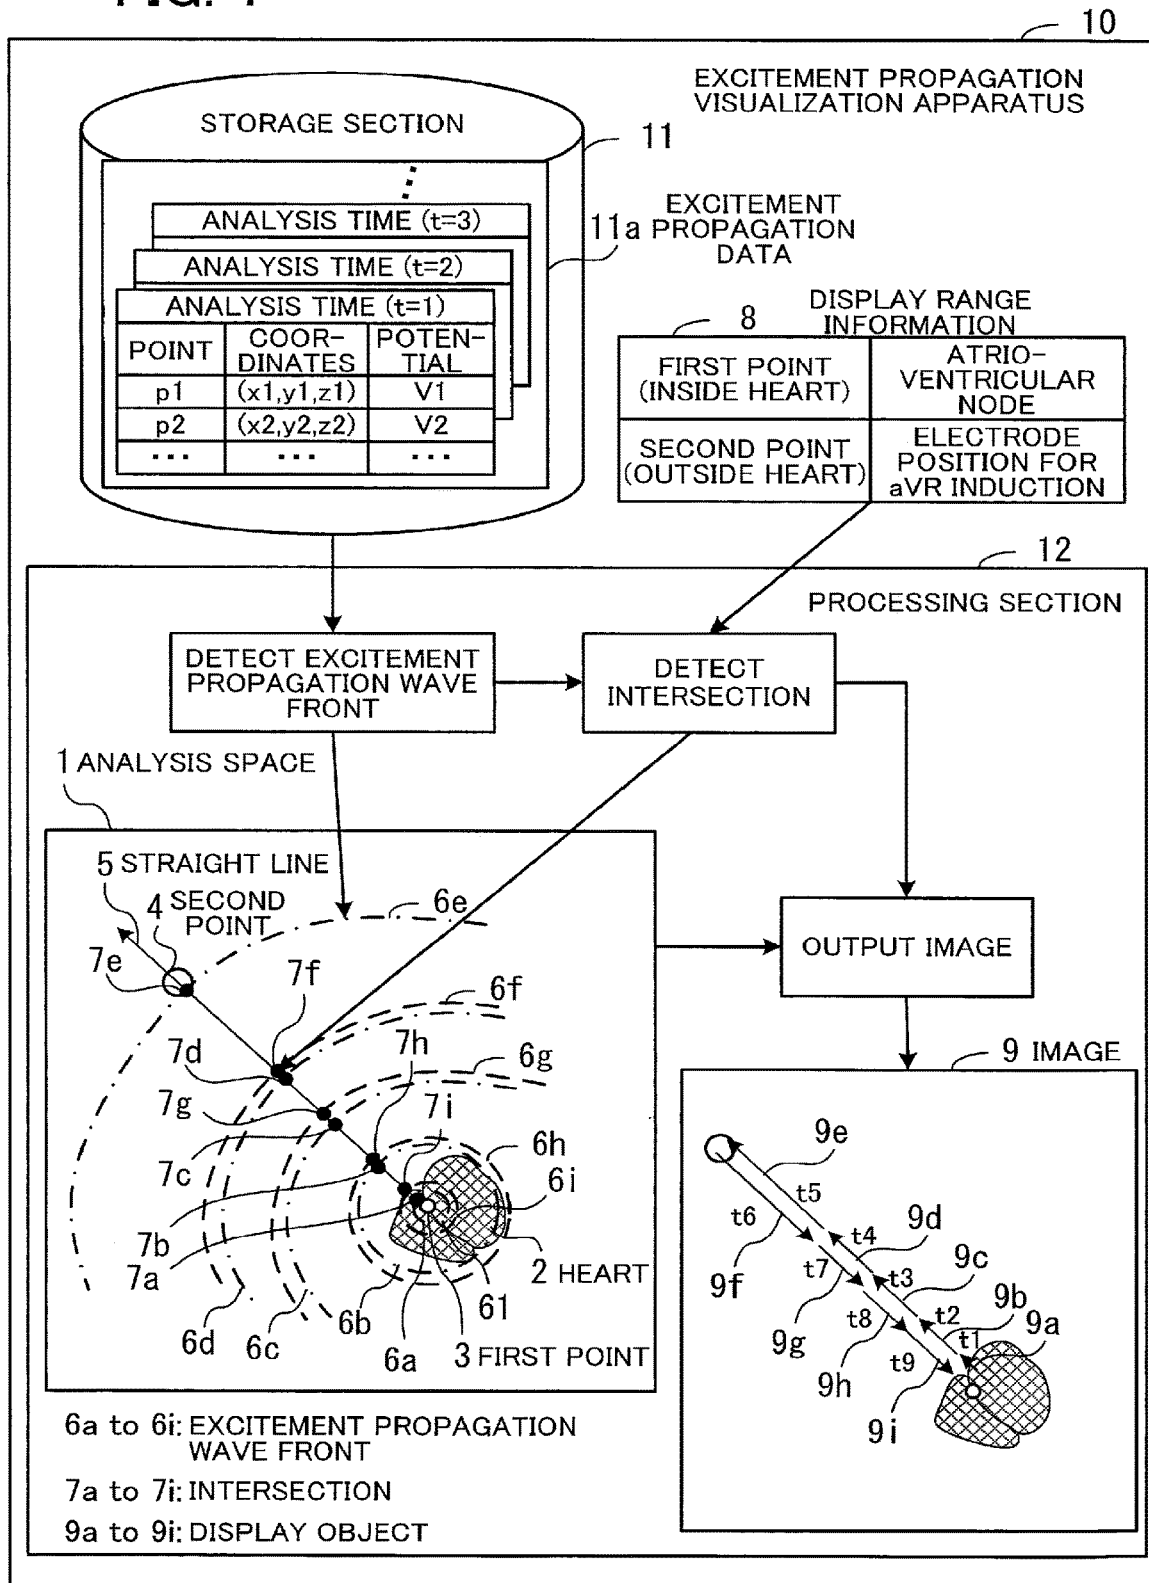 10
EXCITEMENT PROPAGATION
VISUALIZATION APPARATUS
STORAGE SECTION
11
ANALYSIS TIME (t=3)
ANALYSIS TIME (t=2)
ANALYSIS TIME (t=1)
POINT COOR-DINATES POTEN-TIAL
p1 (x1,y1,z1) V1
p2 (x2,y2,z2) V2
... ... ...
11a EXCITEMENT
PROPAGATION
DATA
8
DISPLAY RANGE
INFORMATION
FIRST POINT
(INSIDE HEART)
ATRIO-
VENTRICULAR
NODE
SECOND POINT
(OUTSIDE HEART)
ELECTRODE
POSITION FOR
aVR INDUCTION
12
PROCESSING SECTION
DETECT EXCITEMENT
PROPAGATION WAVE
FRONT
DETECT
INTERSECTION
1 ANALYSIS SPACE
5 STRAIGHT LINE
4 SECOND
POINT
6e
7e
7f
6f
7d
7h
6g
7g
7i
7c
6h
6i
7b
7a
2 HEART
61
6d
6c
6b
6a
3 FIRST POINT
OUTPUT IMAGE
9 IMAGE
9e
t5
t6
9d
t4
9f
t7
t3
9c
9b
t2
9g
t8
9a
t1
9h
t9
9i
6a to 6i: EXCITEMENT PROPAGATION
WAVE FRONT
7a to 7i: INTERSECTION
9a to 9i: DISPLAY OBJECT